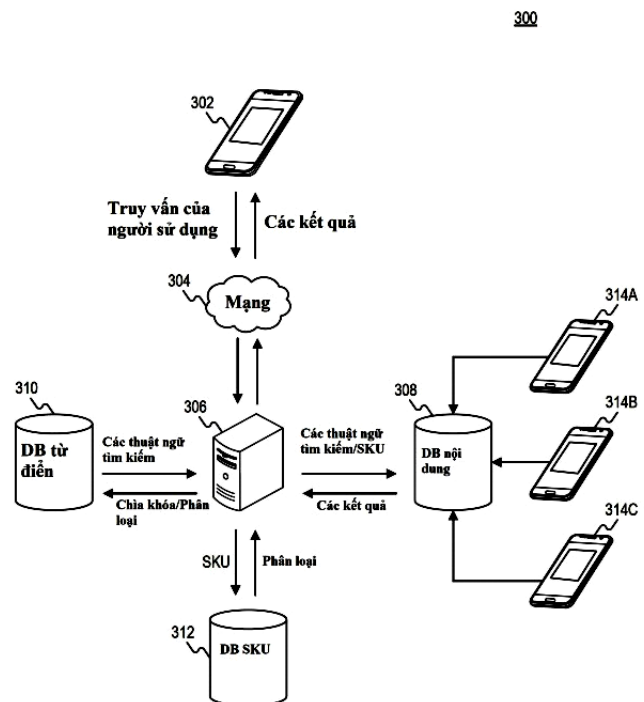 300
302
Truy vấn của
người sử dụng
Các kết quả
304
Mạng
314A
310
306
308
314B
DB từ
điển
Các thuật ngữ
tìm kiếm
Các thuật ngữ
tìm kiếm/SKU
DB nội
dung
Chìa khóa/Phân
loại
Các kết quả
314C
SKU
Phân loại
312
DB SKU